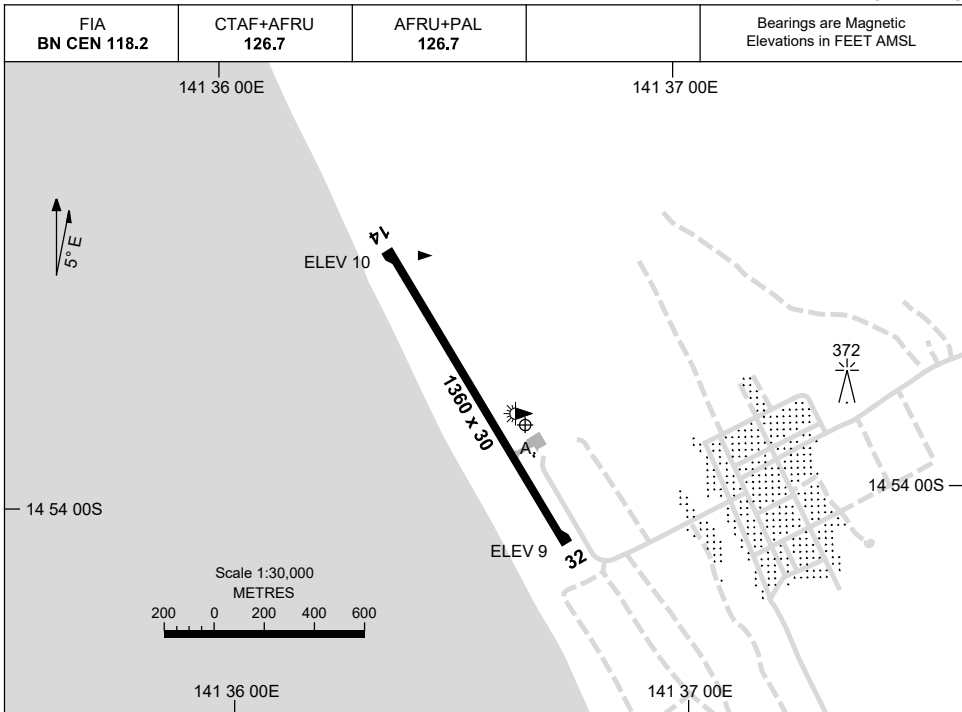 FIA
BN CEN 118.2
CTAF+AFRU
126.7
AFRU+PAL
126.7
Bearings are Magnetic
Elevations in FEET AMSL
141 36 00E
141 37 00E
5° E
14
ELEV 10
372
1360 x 30
A
14 54 00S
14 54 00S
ELEV 9
32
Scale 1:30,000
METRES
200 0 200 400 600
141 36 00E
141 37 00E